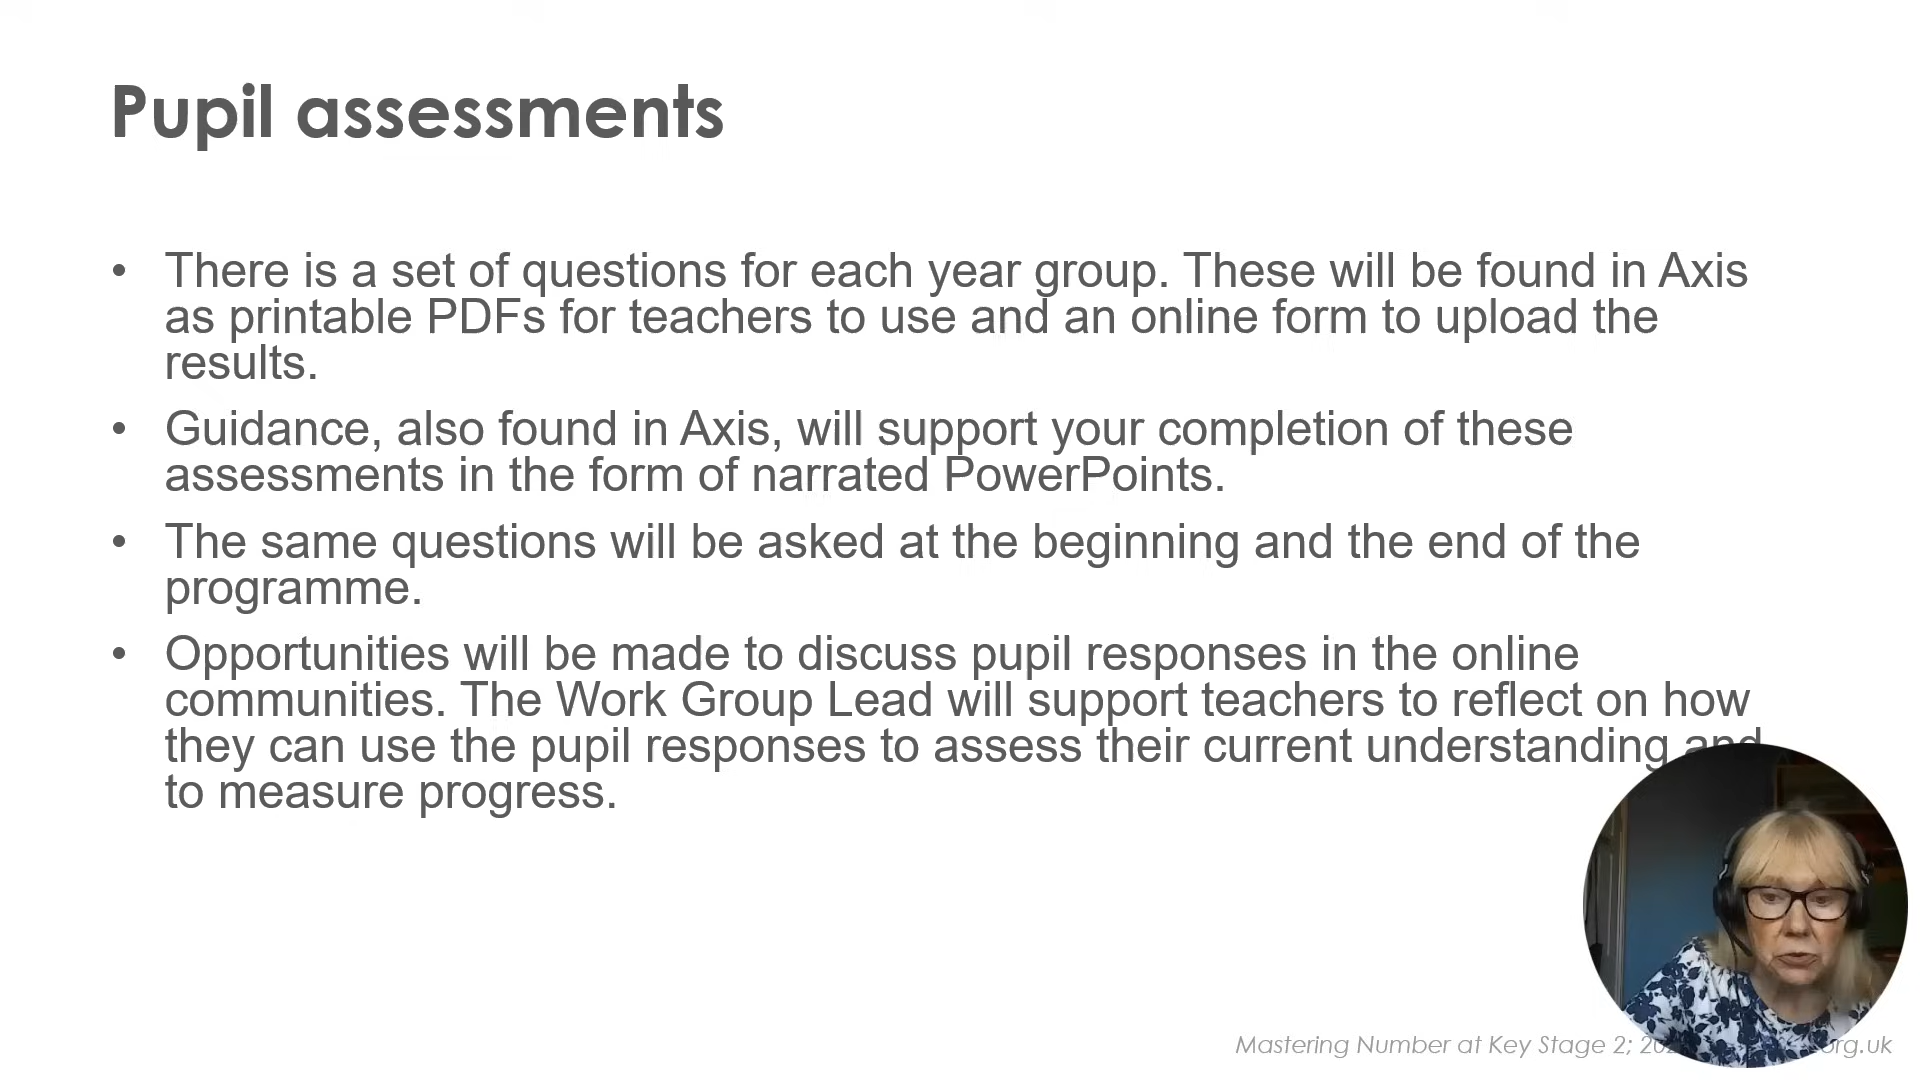 Pupil assessments
• There is a set of questions for each year group. These will be found in Axis
as printable PDFs for teachers to use and an online form to upload the
results.
• Guidance, also found in Axis, will support your completion of these
assessments in the form of narrated PowerPoints.
• The same questions will be asked at the beginning and the end of the
programme.
• Opportunities will be made to discuss pupil responses in the online
communities. The Work Group Lead will support teachers to reflect on how
they can use the pupil responses to assess their current understanding and
to measure progress.
Mastering Number at Key Stage 2; org.uk